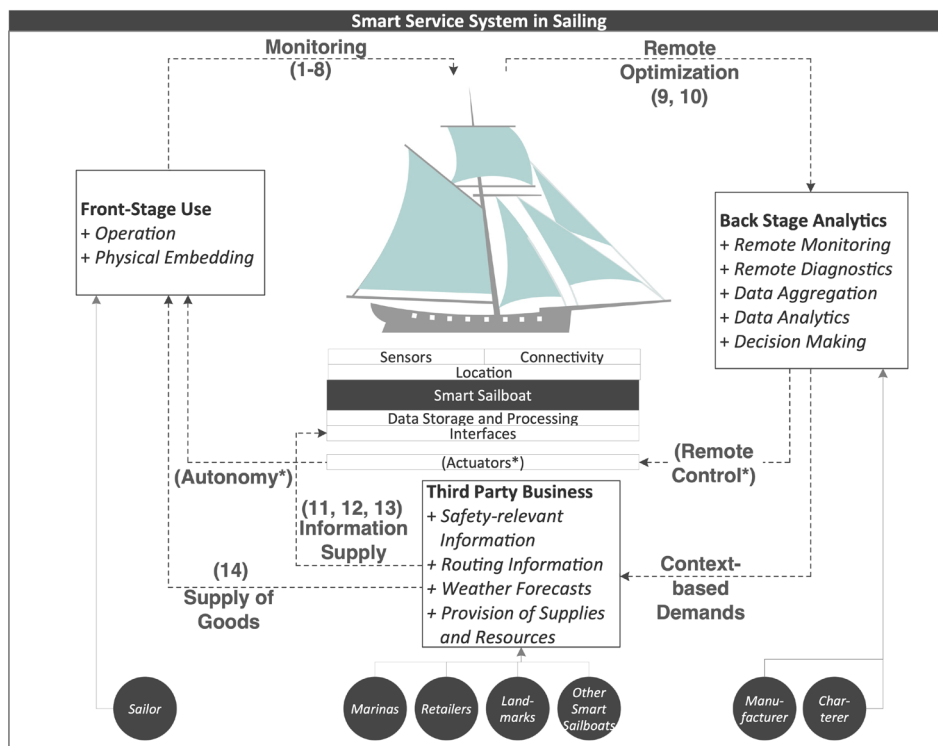 Smart Service System in Sailing
Monitoring
(1-8)
Remote
Optimization
(9, 10)
Front-Stage Use
+ Operation
+ Physical Embedding
Back Stage Analytics
+ Remote Monitoring
+ Remote Diagnostics
+ Data Aggregation
+ Data Analytics
+ Decision Making
Sensors
Connectivity
Location
Smart Sailboat
Data Storage and Processing
Interfaces
(Actuators*)
(Autonomy*)
(Remote
Control*)
(11, 12, 13)
Information
Supply
Third Party Business
+ Safety-relevant
Information
+ Routing Information
+ Weather Forecasts
+ Provision of Supplies
and Resources
(14)
Supply of
Goods
Context-
based
Demands
Sailor
Marinas
Retailers
Land-
marks
Other
Smart
Sailboats
Manu-
facturer
Char-
terer